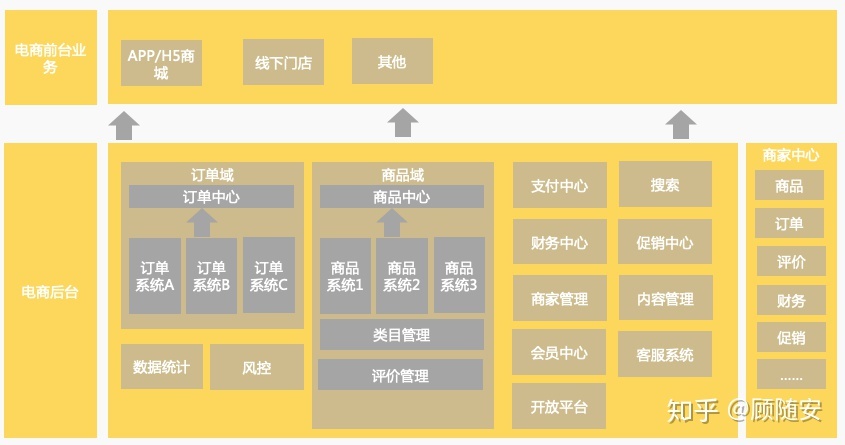 电商前台业
务
APP/H5商
城
线下门店
其他
电商后台
订单域
订单中心
订单
系统A
订单
系统B
订单
系统C
数据统计
风控
商品域
商品中心
商品
系统1
商品
系统2
商品
系统3
类目管理
评价管理
支付中心
搜索
财务中心
促销中心
商家管理
内容管理
会员中心
客服系统
开放平台
商家中心
商品
订单
评价
财务
促销
......
知乎 @顾随安